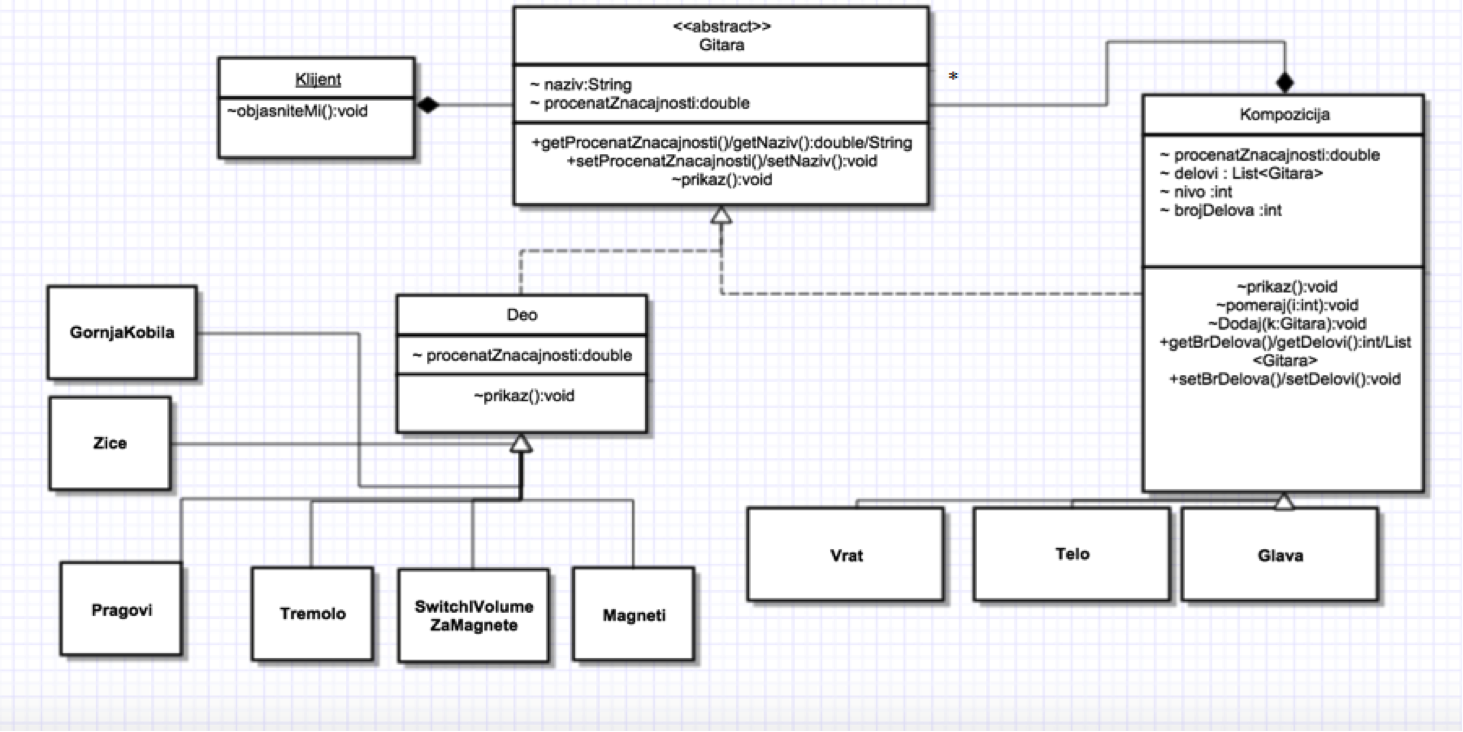 <<abstract>>
Gitara
~ naziv:String
~ procenatZnacajnosti:double
+getProcenatZnacajnosti()/getNaziv():double/String
+setProcenatZnacajnosti()/setNaziv():void
~prikaz():void
Klijent
~objasniteMi():void
*
Kompozicija
~ procenatZnacajnosti:double
~ delovi : List<Gitara>
~ nivo :int
~ brojDelova :int
~prikaz():void
~pomeraj(i:int):void
~Dodaj(k:Gitara):void
+getBrDelova()/getDelovi():int/List
<Gitara>
+setBrDelova()/setDelovi():void
Deo
~ procenatZnacajnosti:double
~prikaz():void
GornjaKobila
Zice
Pragovi
Tremolo
SwitchIVolume
ZaMagnete
Magneti
Vrat
Telo
Glava